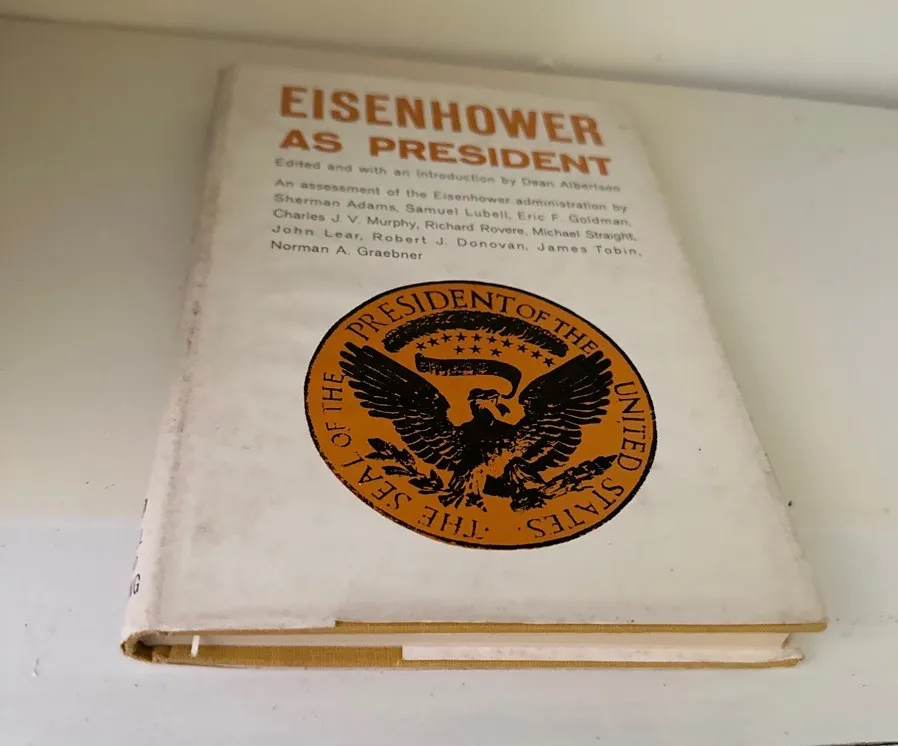 EISENHOWER
AS PRESIDENT
Edited and with an Introduction by Dean Albertson
An assessment of the Eisenhower administration by
Sherman Adams, Samuel Lubell, Eric F. Goldman,
Charles J. V. Murphy, Richard Rovere, Michael Straight,
John Lear, Robert J. Donovan, James Tobin,
Norman A. Graebner
THE SEAL OF THE PRESIDENT OF THE UNITED STATES